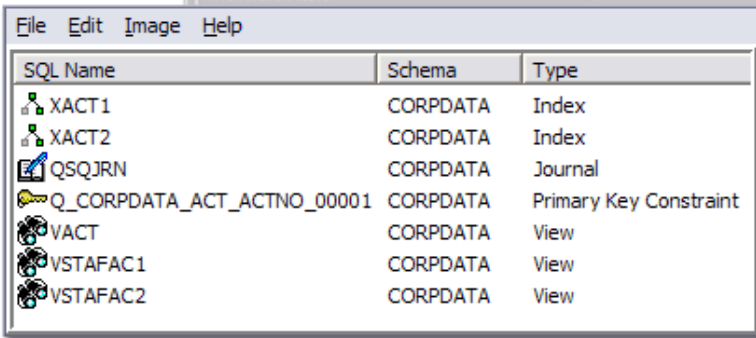 File Edit Image Help
SQL Name Schema Type
XACT1 CORPDATA Index
XACT2 CORPDATA Index
QSQJRN CORPDATA Journal
Q_CORPDATA_ACT_ACTNO_00001 CORPDATA Primary Key Constraint
VACT CORPDATA View
VSTAFAC1 CORPDATA View
VSTAFAC2 CORPDATA View